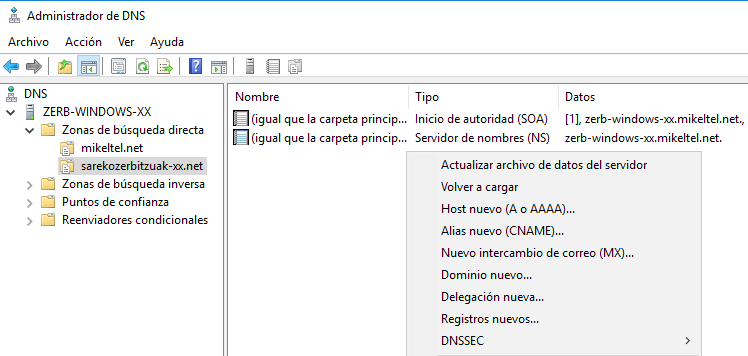 Administrador de DNS
Archivo Acción Ver Ayuda
DNS
ZERB-WINDOWS-XX
Zonas de búsqueda directa
mikeltel.net
sarekozerbitzuak-xx.net
Zonas de búsqueda inversa
Puntos de confianza
Reenviadores condicionales
Nombre Tipo Datos
(igual que la carpeta princip... Inicio de autoridad (SOA) [1], zerb-windows-xx.mikeltel.net.,
(igual que la carpeta princip... Servidor de nombres (NS) zerb-windows-xx.mikeltel.net.
Actualizar archivo de datos del servidor
Volver a cargar
Host nuevo (A o AAAA)...
Alias nuevo (CNAME)...
Nuevo intercambio de correo (MX)...
Dominio nuevo...
Delegación nueva...
Registros nuevos...
DNSSEC